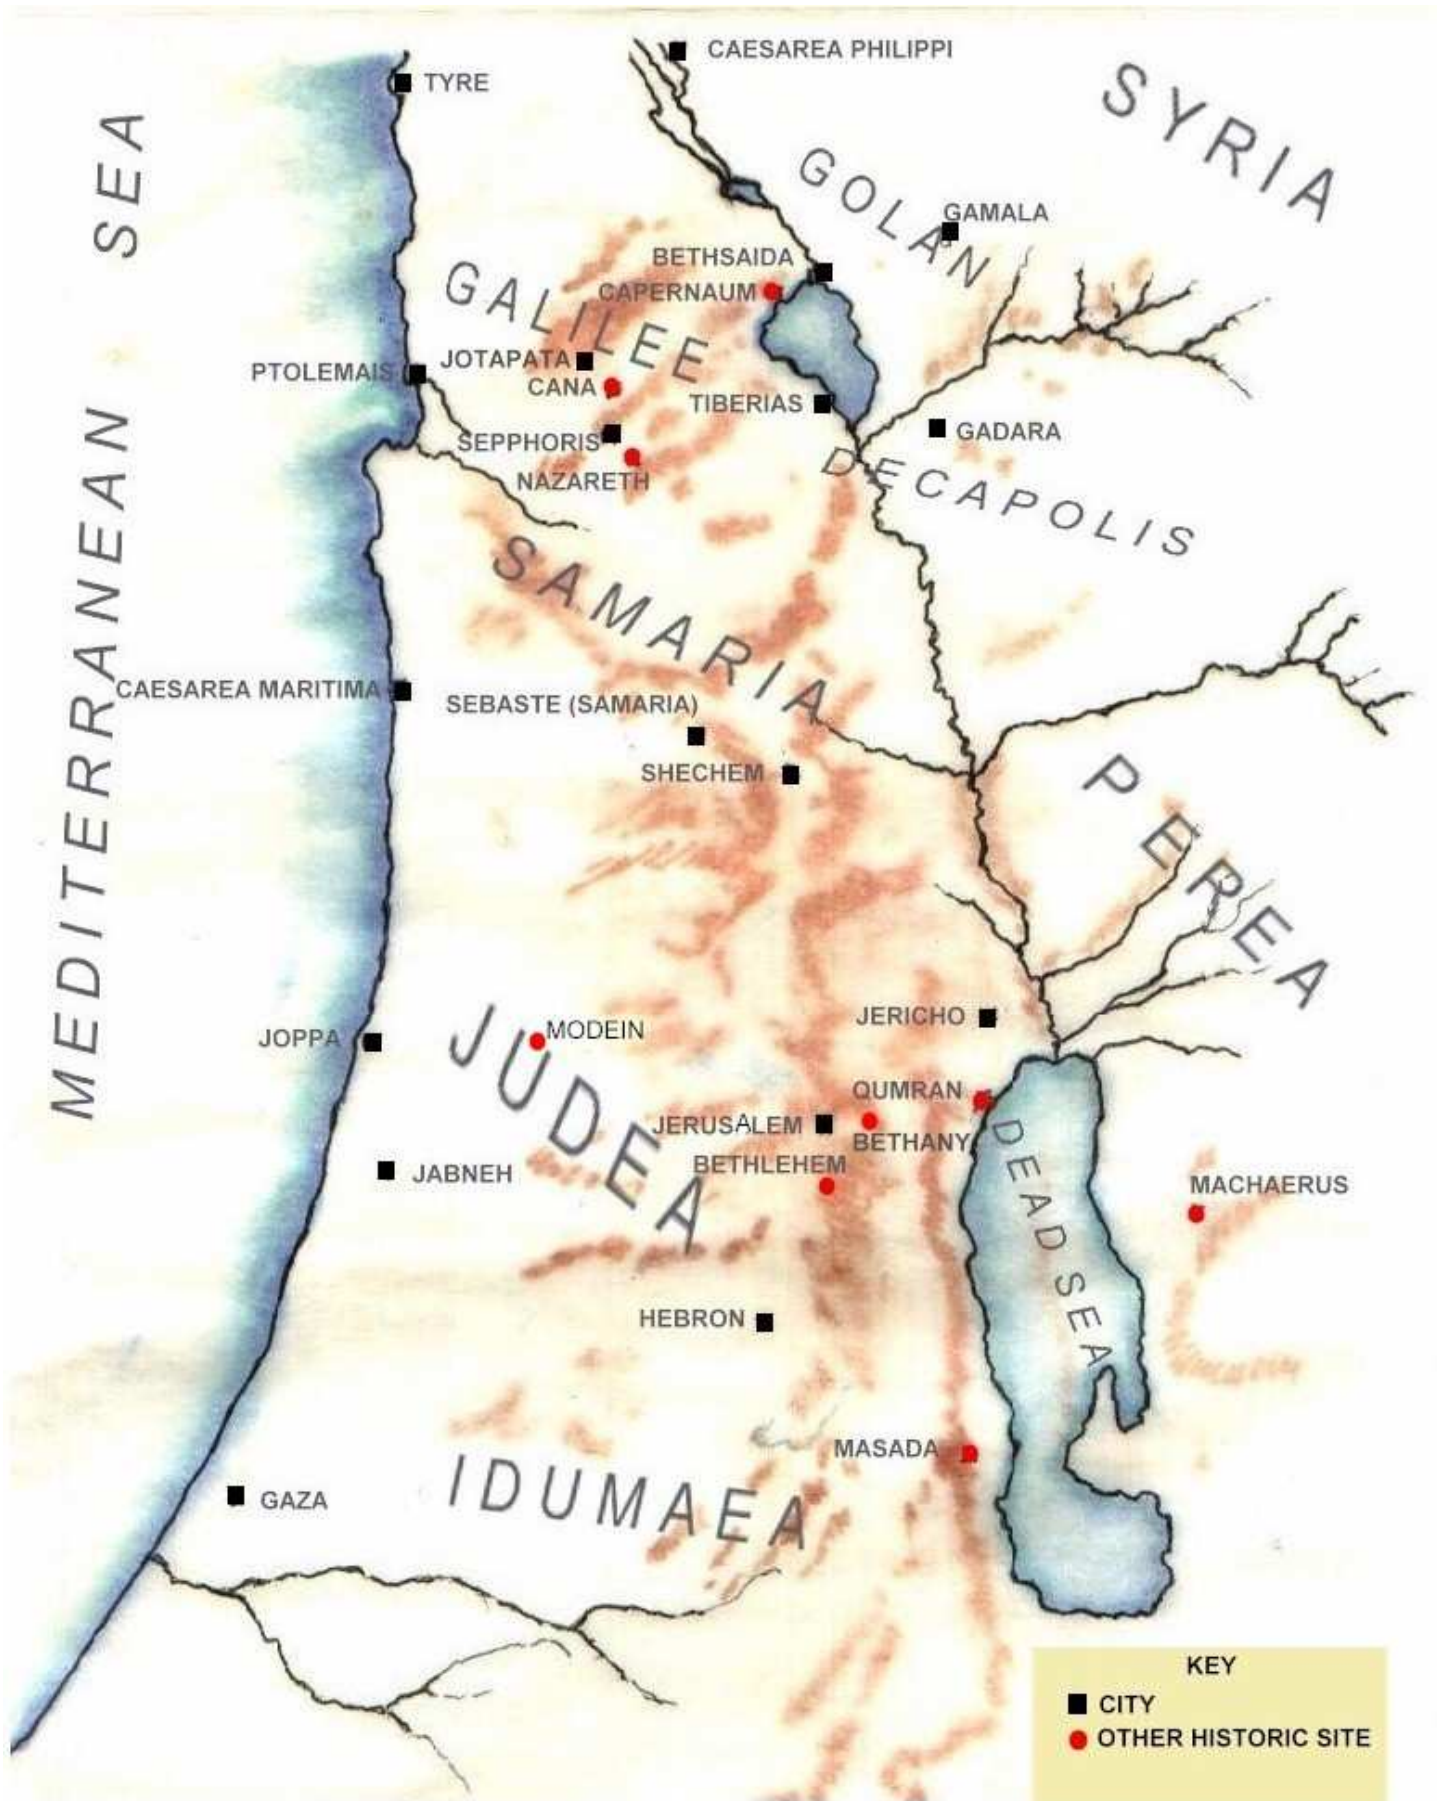 CAESAREA PHILIPPI
TYRE
SYRIA
MEDITERRANEAN SEA
GOLAN
GAMALA
BETHSAIDA
CAPERNAUM
GALILEE
JOTAPATA
PTOLEMAIS
CANA
TIBERIAS
GADARA
SEPPHORIS
NAZARETH
DECAPOLIS
SAMARIA
CAESAREA MARITIMA
SEBASTE (SAMARIA)
SHECHEM
PEREA
JERICHO
MODEIN
JOPPA
JUDEA
QUMRAN
JERUSALEM
BETHANY
BETHLEHEM
JABNEH
DEAD SEA
MACHAERUS
HEBRON
MASADA
IDUMAEA
GAZA
KEY
CITY
OTHER HISTORIC SITE